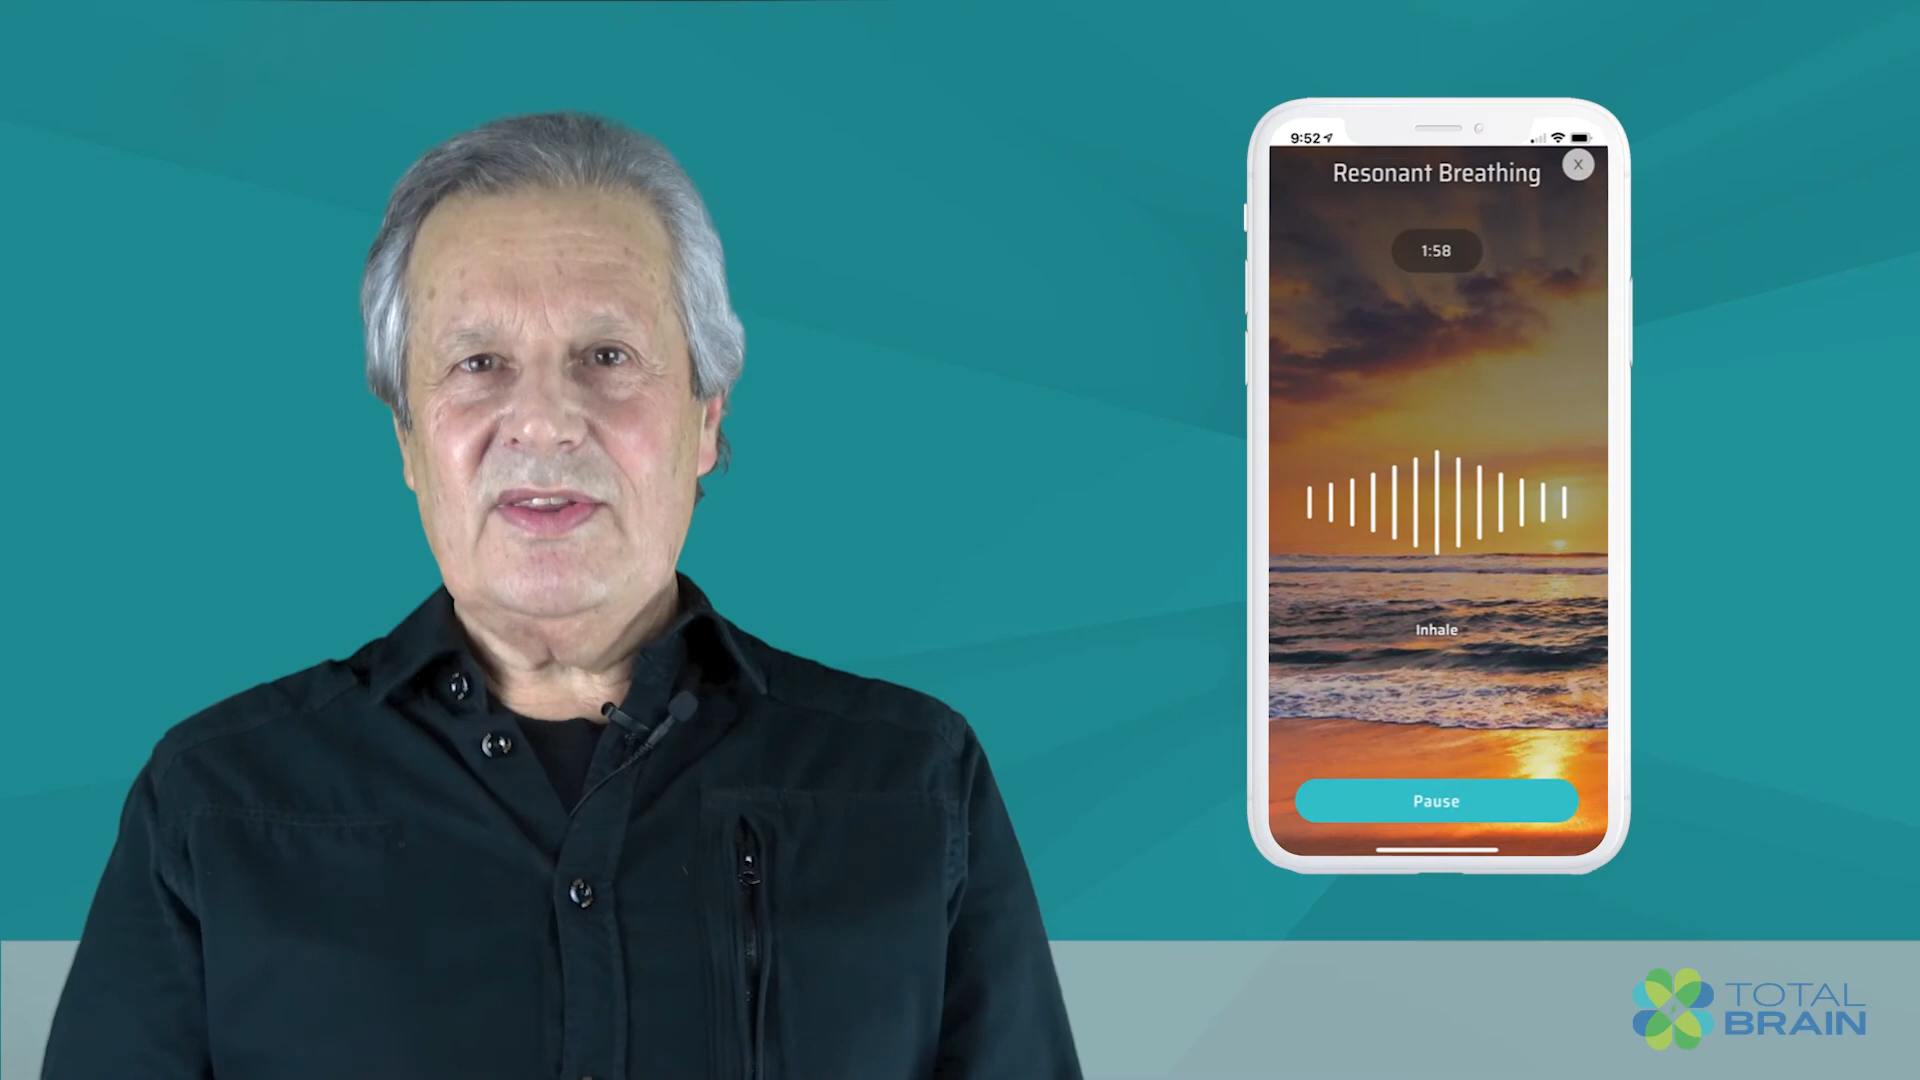 9:52
Resonant Breathing
X
1:58
Inhale
Pause
TOTAL
BRAIN